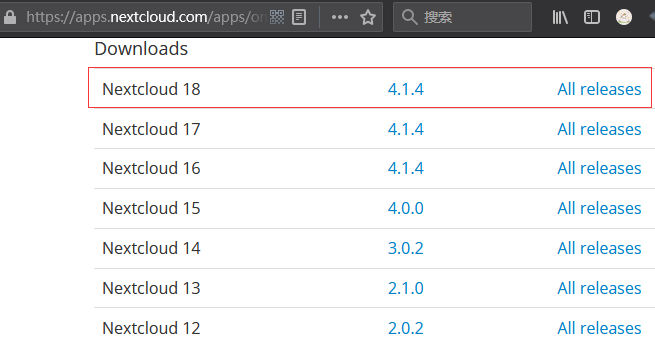 https://apps.nextcloud.com/apps/or
搜索
Downloads
Nextcloud 18 4.1.4 All releases
Nextcloud 17 4.1.4 All releases
Nextcloud 16 4.1.4 All releases
Nextcloud 15 4.0.0 All releases
Nextcloud 14 3.0.2 All releases
Nextcloud 13 2.1.0 All releases
Nextcloud 12 2.0.2 All releases